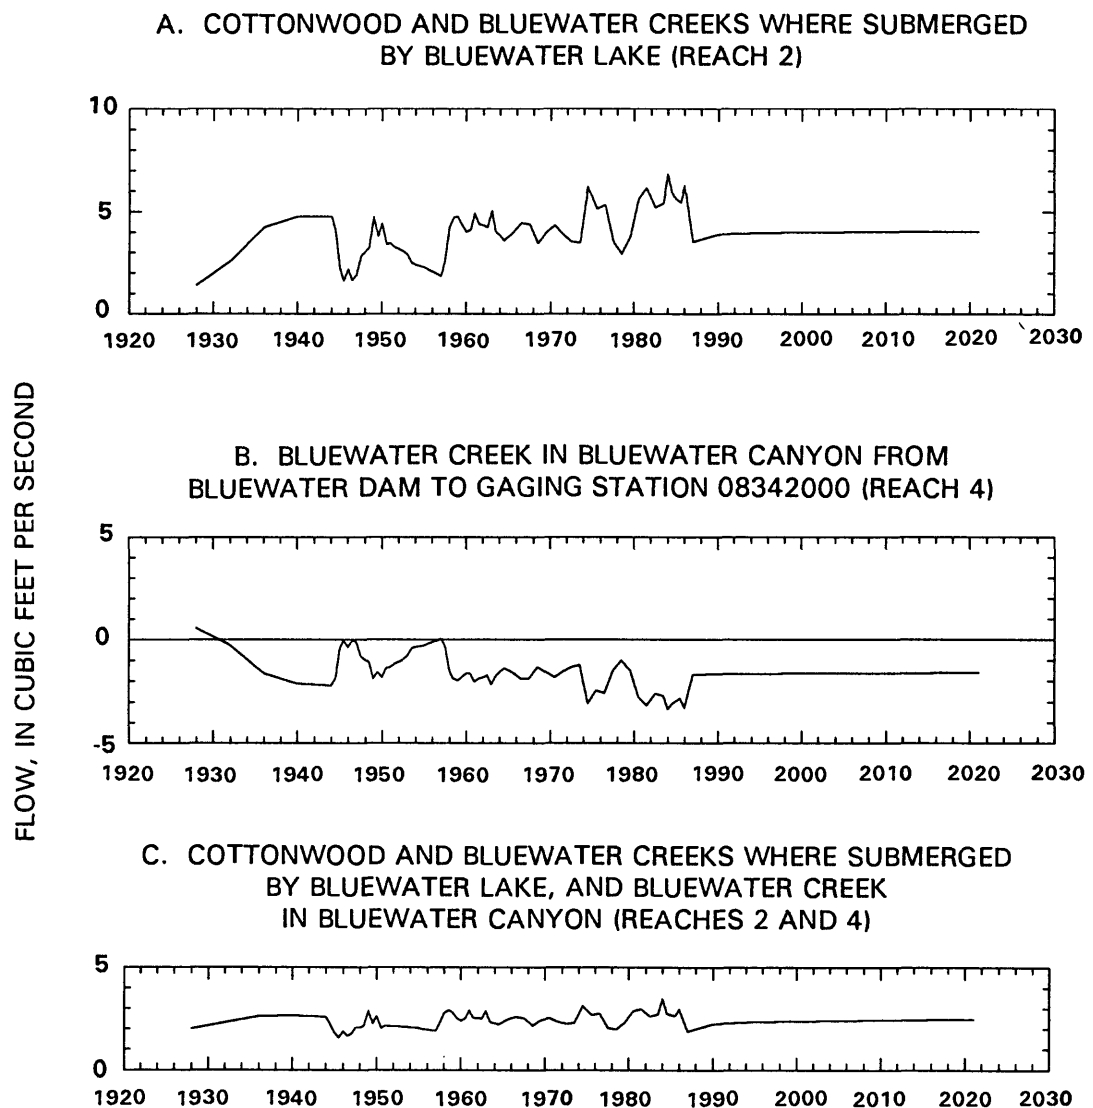 A. COTTONWOOD AND BLUEWATER CREEKS WHERE SUBMERGED
BY BLUEWATER LAKE (REACH 2)
10
5
0
1920 1930 1940 1950 1960 1970 1980 1990 2000 2010 2020 2030
FLOW, IN CUBIC FEET PER SECOND
B. BLUEWATER CREEK IN BLUEWATER CANYON FROM
BLUEWATER DAM TO GAGING STATION 08342000 (REACH 4)
5
0
-5
1920 1930 1940 1950 1960 1970 1980 1990 2000 2010 2020 2030
C. COTTONWOOD AND BLUEWATER CREEKS WHERE SUBMERGED
BY BLUEWATER LAKE, AND BLUEWATER CREEK
IN BLUEWATER CANYON (REACHES 2 AND 4)
5
0
1920 1930 1940 1950 1960 1970 1980 1990 2000 2010 2020 2030